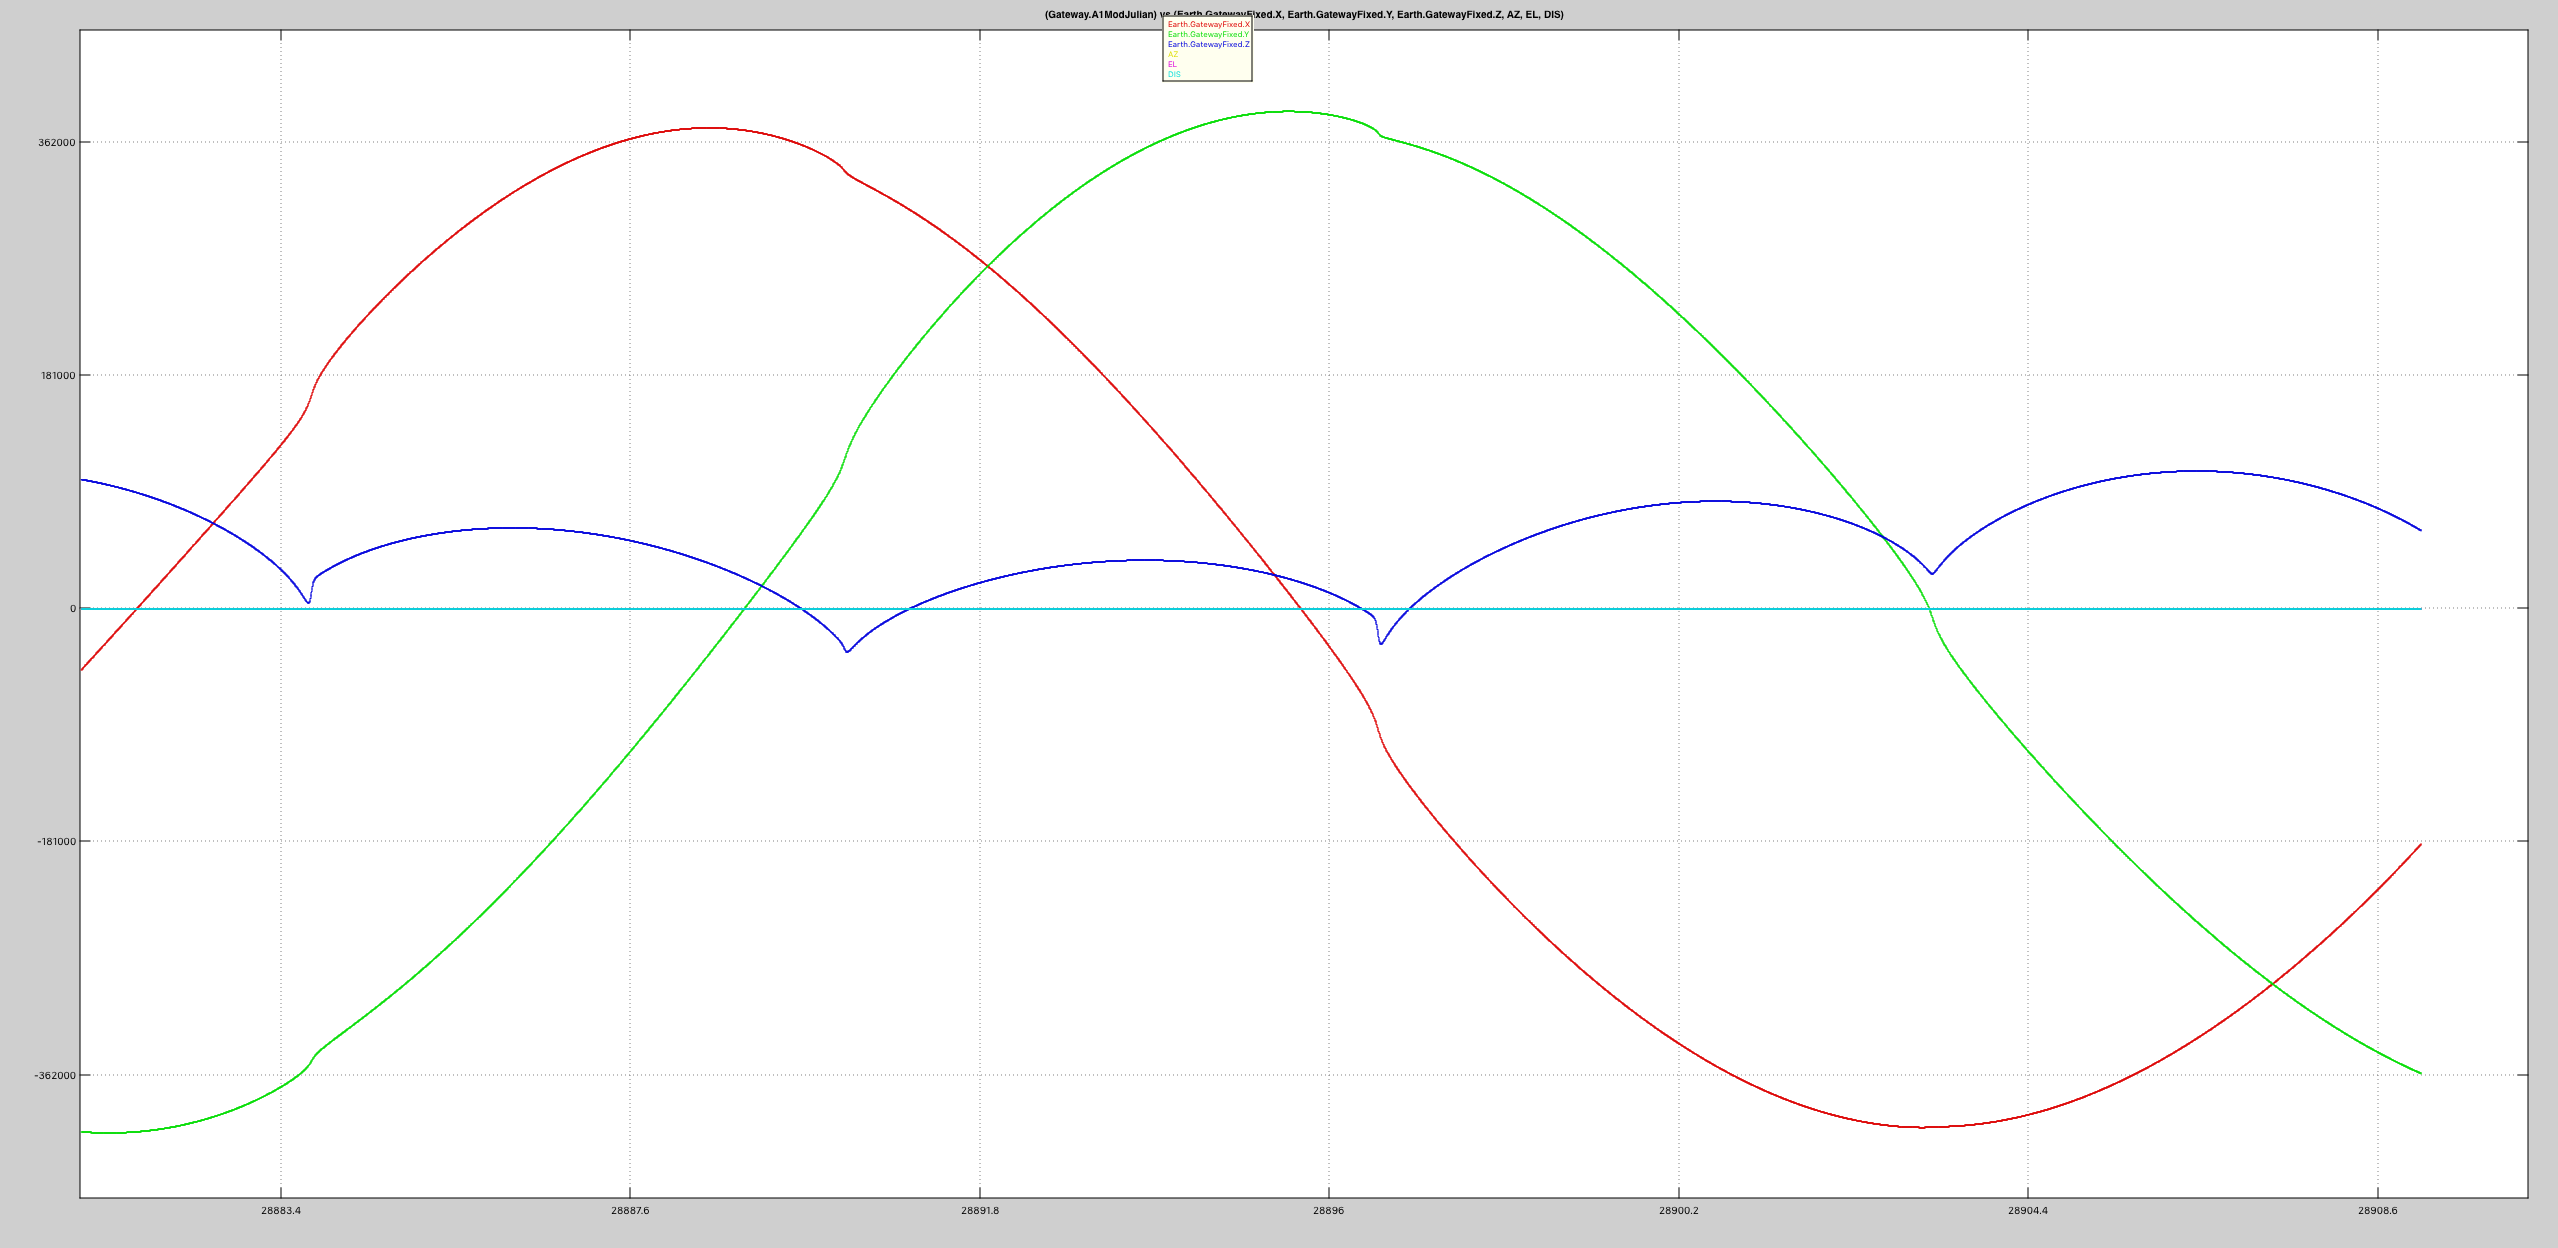 (Gateway.A1ModJulian) vs (Earth.GatewayFixed.X, Earth.GatewayFixed.Y, Earth.GatewayFixed.Z, AZ, EL, DIS)
Earth.GatewayFixed.X
Earth.GatewayFixed.Y
Earth.GatewayFixed.Z
AZ
EL
DIS
362000
181000
0
-181000
-362000
28883.4 28887.6 28891.8 28896 28900.2 28904.4 28908.6